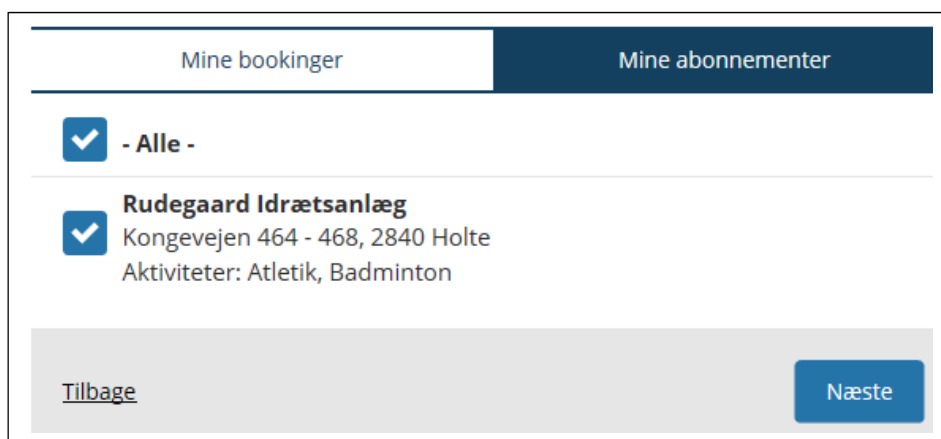 Mine bookinger
Mine abonnementer
- Alle -
Rudegaard Idrætsanlæg
Kongevejen 464 - 468, 2840 Holte
Aktiviteter: Atletik, Badminton
Tilbage
Næste